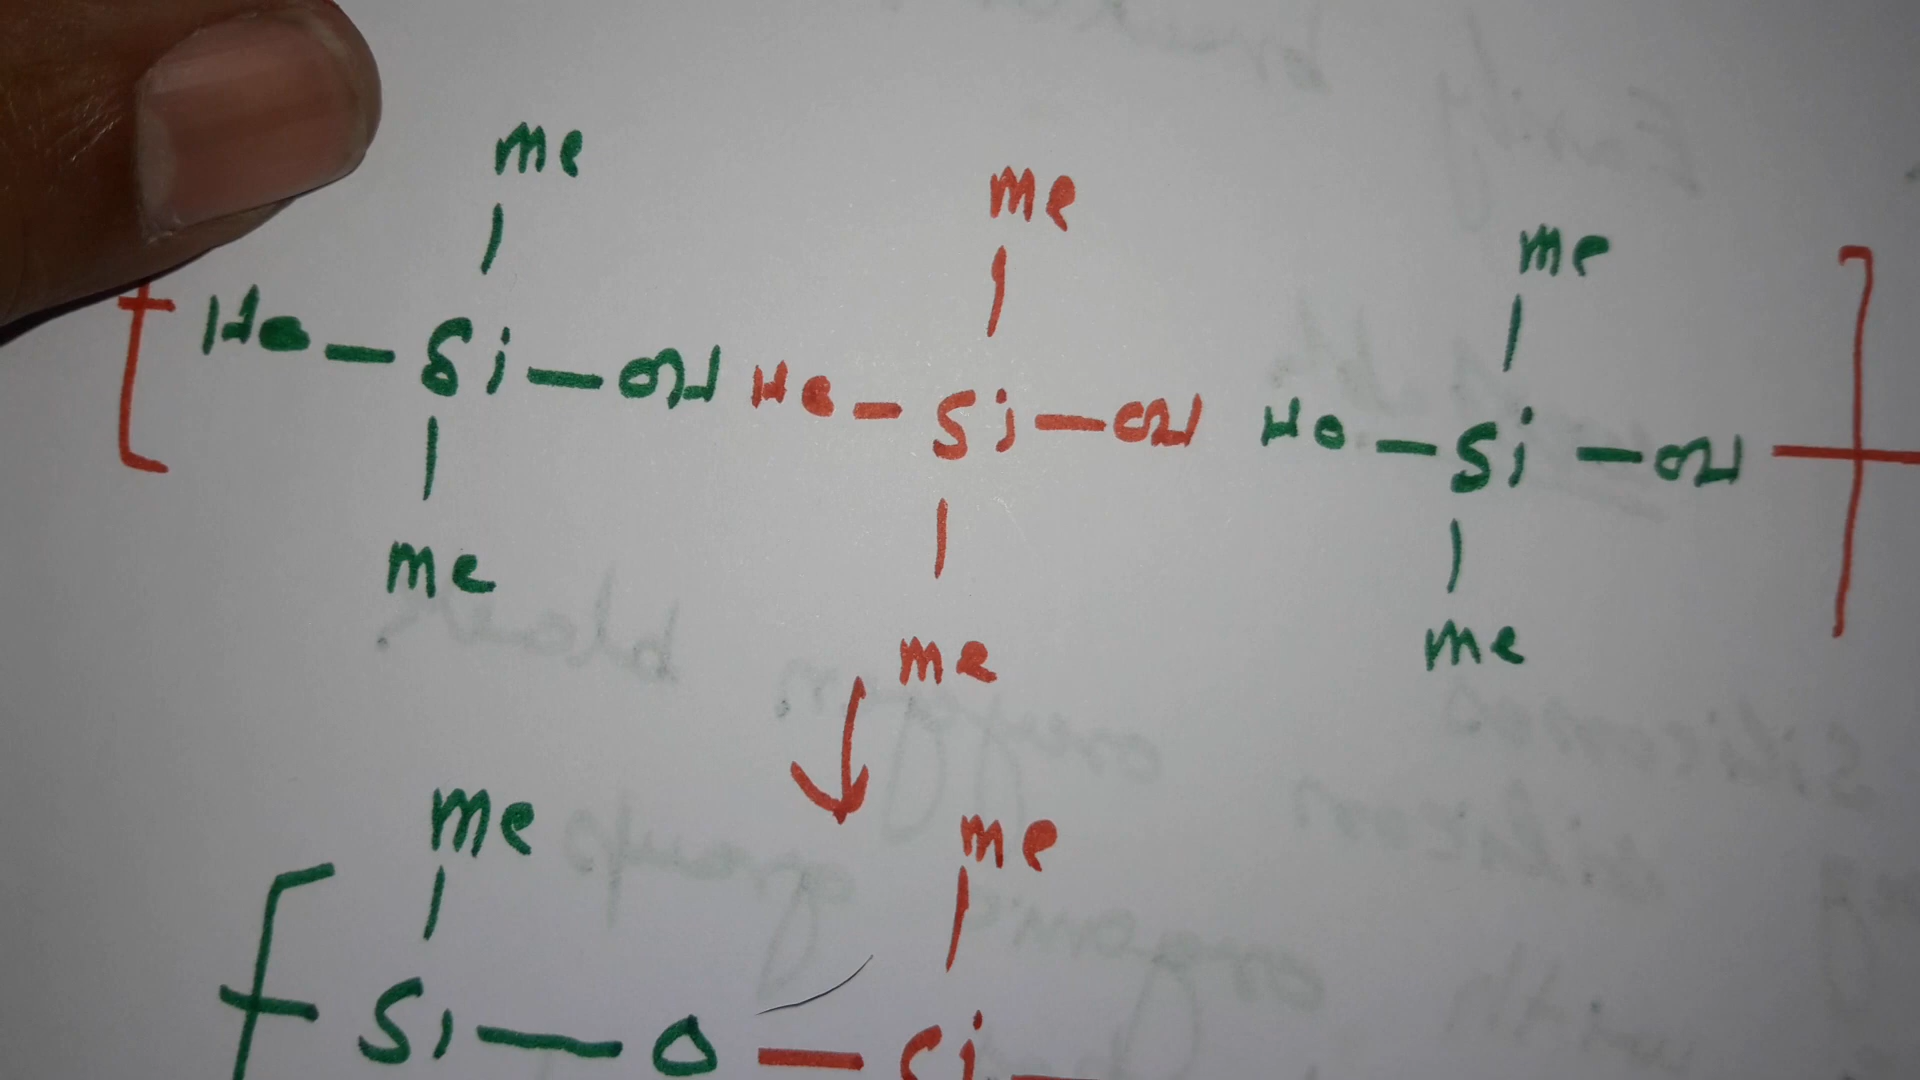 me me me
[ Ho — Si — OH Ho — Si — OH Ho — Si — OH ]
me me me
me me
[ Si — O — Si —